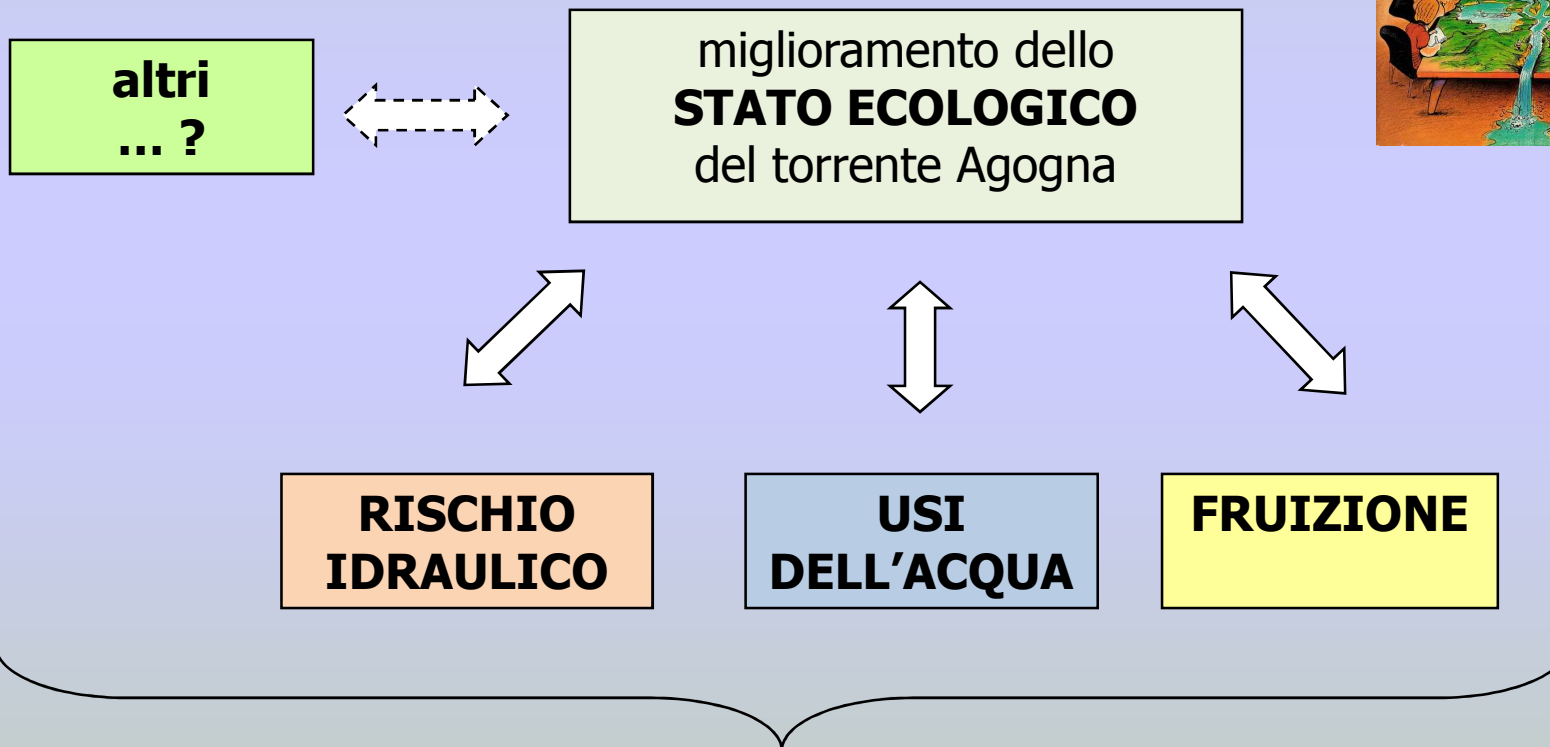 altri
... ?
miglioramento dello
STATO ECOLOGICO
del torrente Agogna
RISCHIO
IDRAULICO
USI
DELL’ACQUA
FRUIZIONE